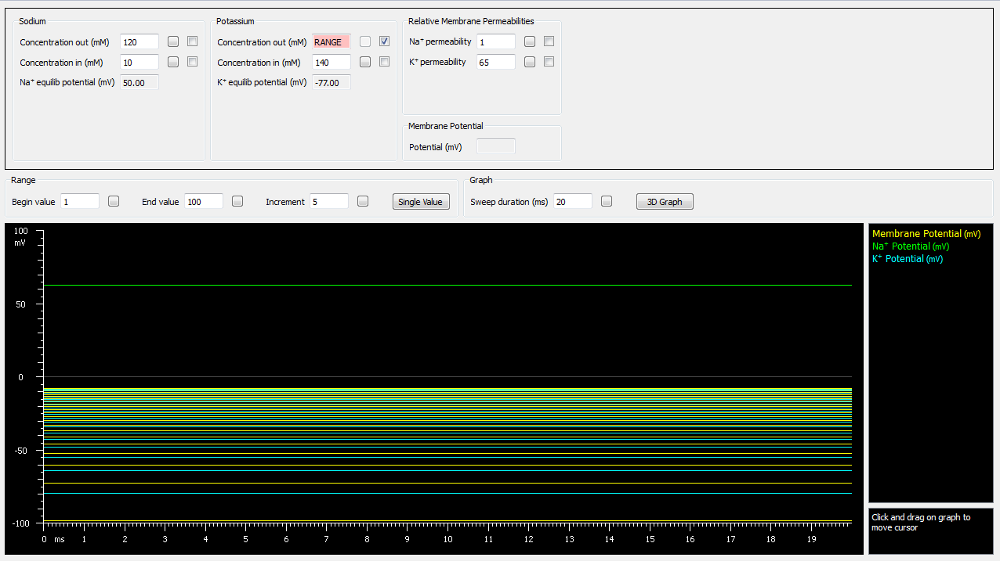 Sodium
Concentration out (mM) 120
Concentration in (mM) 10
Na⁺ equilib potential (mV) 50.00
Potassium
Concentration out (mM) RANGE
Concentration in (mM) 140
K⁺ equilib potential (mV) -77.00
Relative Membrane Permeabilities
Na⁺ permeability 1
K⁺ permeability 65
Membrane Potential
Potential (mV)
Range
Begin value 1 End value 100 Increment 5 Single Value
Graph
Sweep duration (ms) 20 3D Graph
100
mV
50
0
-50
-100
0 ms 1 2 3 4 5 6 7 8 9 10 11 12 13 14 15 16 17 18 19
Membrane Potential (mV)
Na⁺ Potential (mV)
K⁺ Potential (mV)
Click and drag on graph to
move cursor